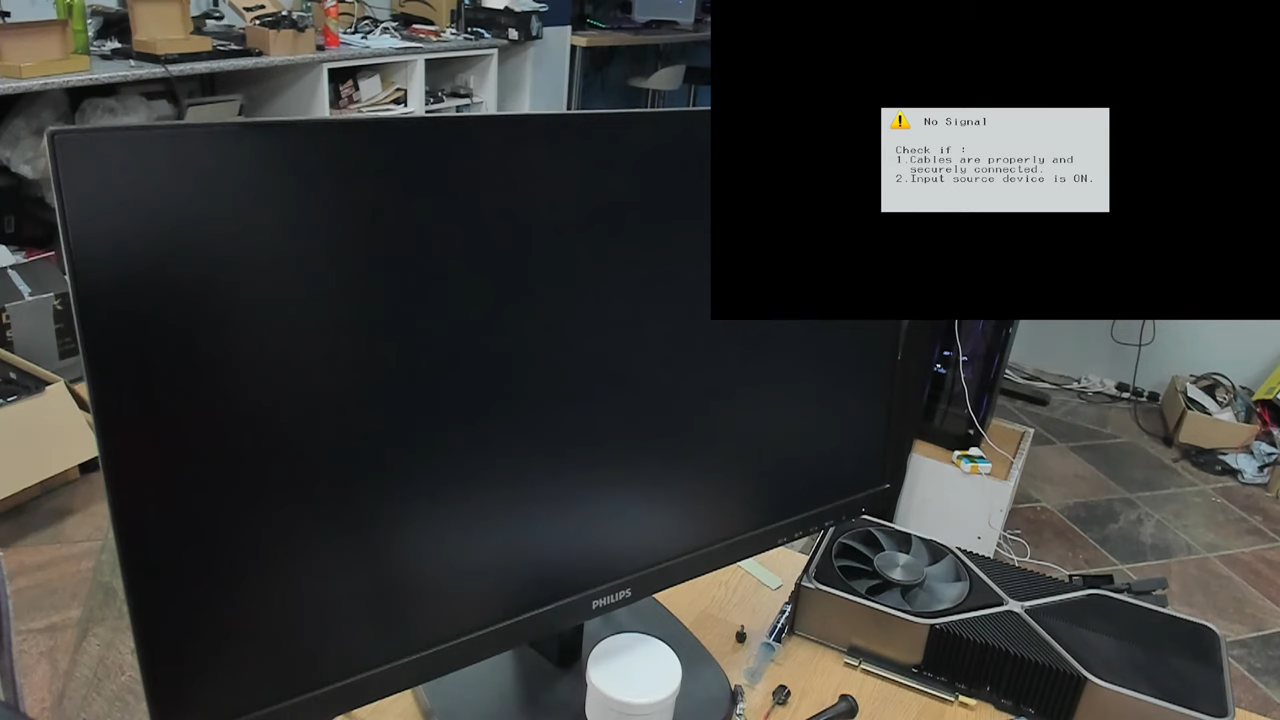 No Signal
Check if :
1.Cables are properly and
securely connected.
2.Input source device is ON.
PHILIPS